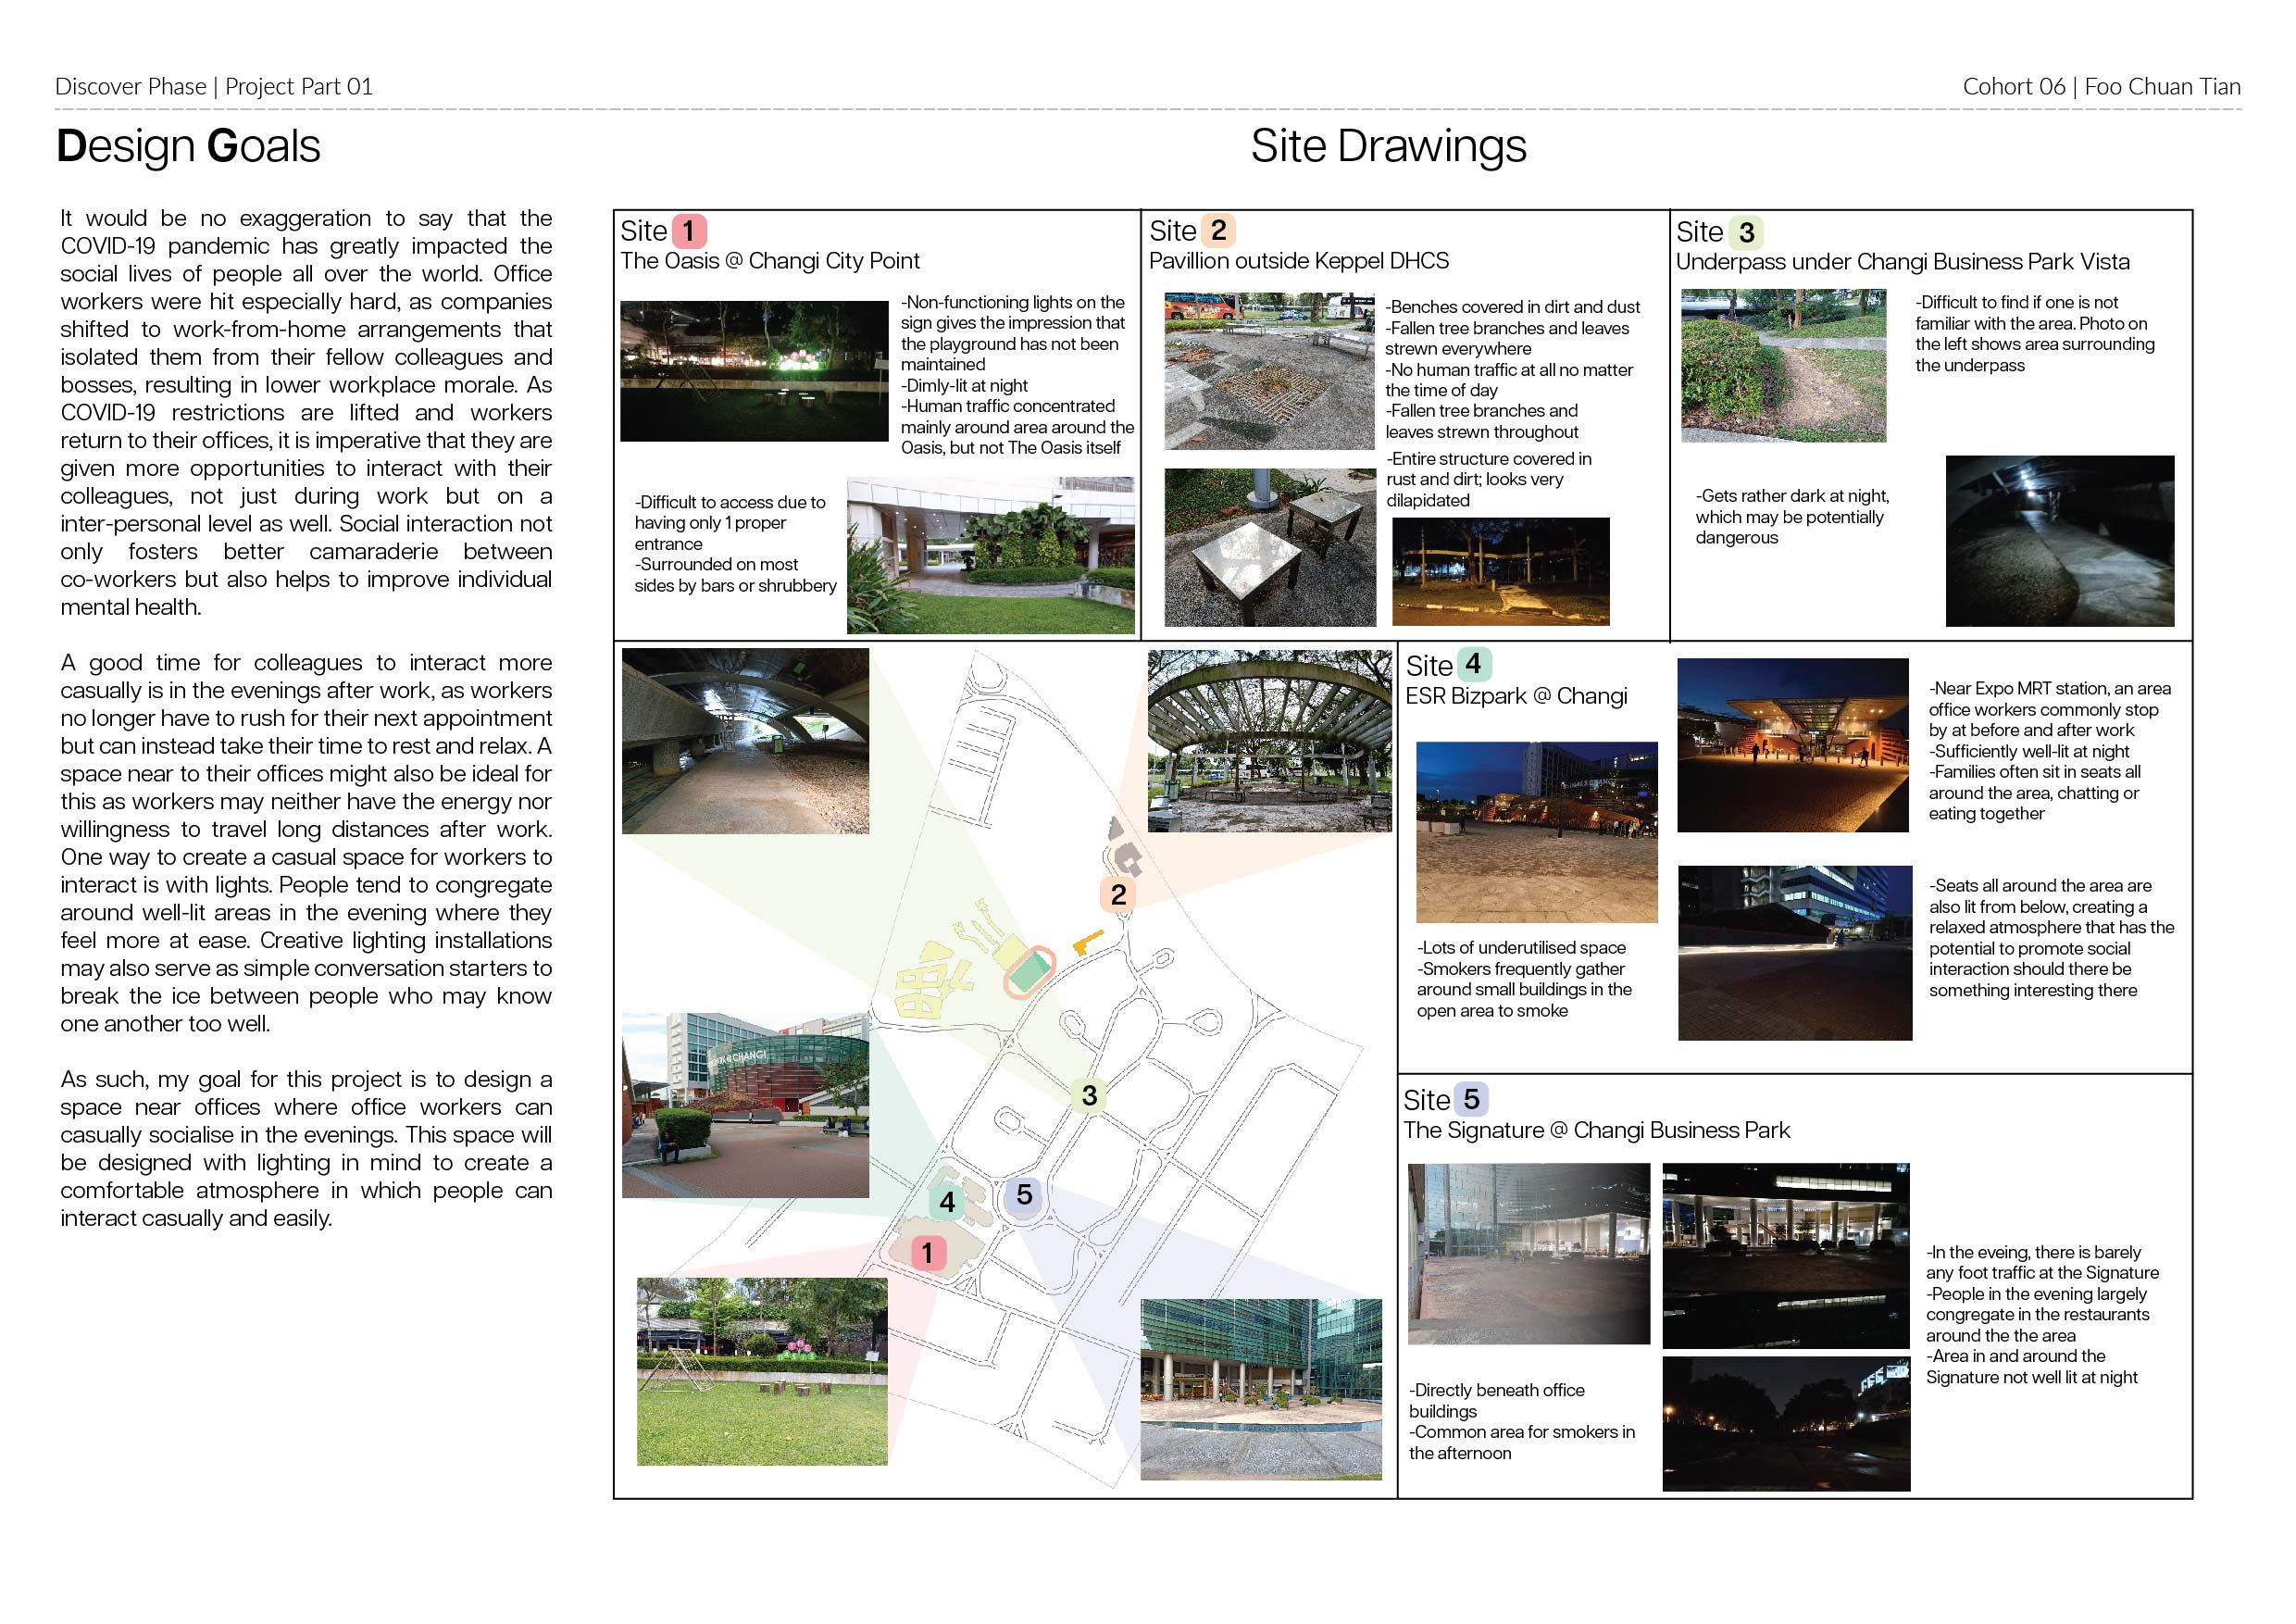 Discover Phase | Project Part 01
Cohort 06 | Foo Chuan Tian
Design Goals
Site Drawings
It would be no exaggeration to say that the
COVID-19 pandemic has greatly impacted the
social lives of people all over the world. Office
workers were hit especially hard, as companies
shifted to work-from-home arrangements that
isolated them from their fellow colleagues and
bosses, resulting in lower workplace morale. As
COVID-19 restrictions are lifted and workers
return to their offices, it is imperative that they are
given more opportunities to interact with their
colleagues, not just during work but on a
inter-personal level as well. Social interaction not
only fosters better camaraderie between
co-workers but also helps to improve individual
mental health.
A good time for colleagues to interact more
casually is in the evenings after work, as workers
no longer have to rush for their next appointment
but can instead take their time to rest and relax. A
space near to their offices might also be ideal for
this as workers may neither have the energy nor
willingness to travel long distances after work.
One way to create a casual space for workers to
interact is with lights. People tend to congregate
around well-lit areas in the evening where they
feel more at ease. Creative lighting installations
may also serve as simple conversation starters to
break the ice between people who may know
one another too well.
As such, my goal for this project is to design a
space near offices where office workers can
casually socialise in the evenings. This space will
be designed with lighting in mind to create a
comfortable atmosphere in which people can
interact casually and easily.
Site 1
The Oasis @ Changi City Point
-Non-functioning lights on the
sign gives the impression that
the playground has not been
maintained
-Dimly-lit at night
-Human traffic concentrated
mainly around area around the
Oasis, but not The Oasis itself
-Difficult to access due to
having only 1 proper
entrance
-Surrounded on most
sides by bars or shrubbery
Site 2
Pavillion outside Keppel DHCS
-Benches covered in dirt and dust
-Fallen tree branches and leaves
strewn everywhere
-No human traffic at all no matter
the time of day
-Fallen tree branches and
leaves strewn throughout
-Entire structure covered in
rust and dirt; looks very
dilapidated
Site 3
Underpass under Changi Business Park Vista
-Difficult to find if one is not
familiar with the area. Photo on
the left shows area surrounding
the underpass
-Gets rather dark at night,
which may be potentially
dangerous
2
3
4
5
1
Site 4
ESR Bizpark @ Changi
-Lots of underutilised space
-Smokers frequently gather
around small buildings in the
open area to smoke
-Near Expo MRT station, an area
office workers commonly stop
by at before and after work
-Sufficiently well-lit at night
-Families often sit in seats all
around the area, chatting or
eating together
-Seats all around the area are
also lit from below, creating a
relaxed atmosphere that has the
potential to promote social
interaction should there be
something interesting there
Site 5
The Signature @ Changi Business Park
-Directly beneath office
buildings
-Common area for smokers in
the afternoon
-In the eveing, there is barely
any foot traffic at the Signature
-People in the evening largely
congregate in the restaurants
around the the area
-Area in and around the
Signature not well lit at night